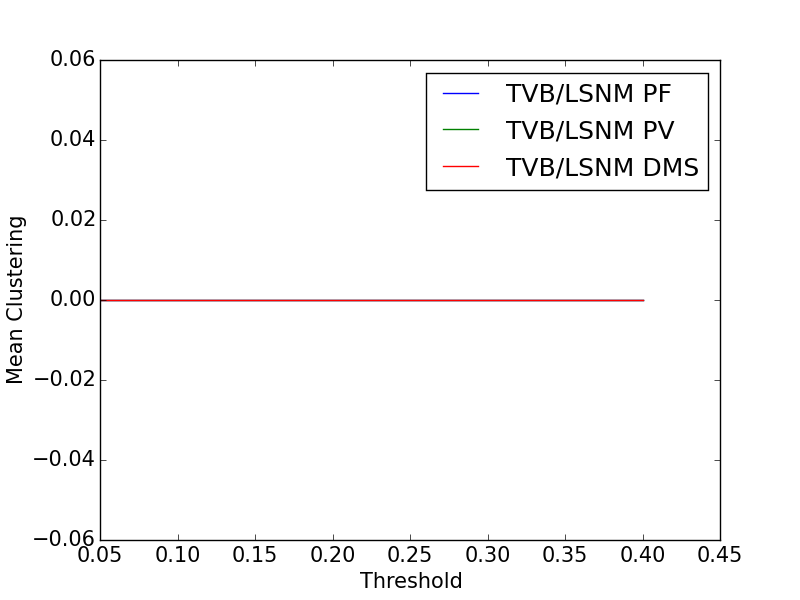 0.06
0.04
0.02
0.00
−0.02
−0.04
−0.06
Mean Clustering
TVB/LSNM PF
TVB/LSNM PV
TVB/LSNM DMS
0.05 0.10 0.15 0.20 0.25 0.30 0.35 0.40 0.45
Threshold